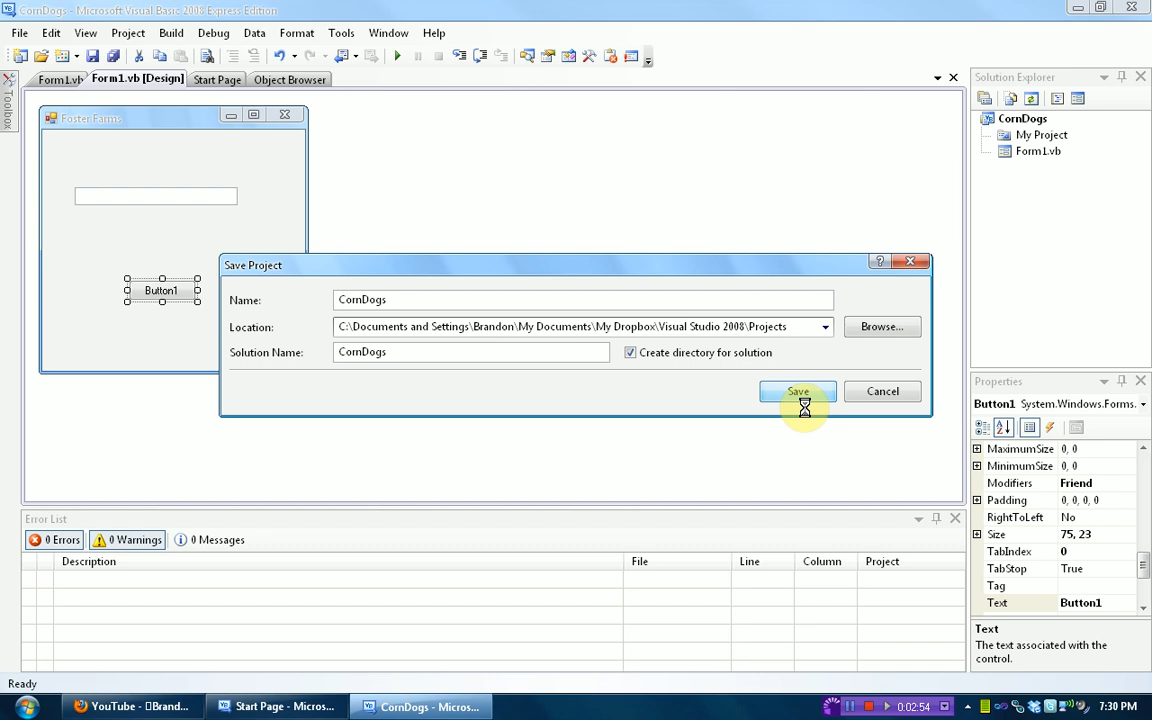 CornDogs - Microsoft Visual Basic 2008 Express Edition
File Edit View Project Build Debug Data Format Tools Window Help
Form1.vb Form1.vb [Design] Start Page Object Browser
Toolbox
Foster Farms
Button1
Save Project
Name: CornDogs
Location: C:\Documents and Settings\Brandon\My Documents\My Dropbox\Visual Studio 2008\Projects Browse...
Solution Name: CornDogs Create directory for solution
Save Cancel
Solution Explorer
CornDogs
My Project
Form1.vb
Properties
Button1 System.Windows.Forms.
MaximumSize 0, 0
MinimumSize 0, 0
Modifiers Friend
Padding 0, 0, 0, 0
RightToLeft No
Size 75, 23
TabIndex 0
TabStop True
Tag
Text Button1
Text
The text associated with the
control.
Error List
0 Errors 0 Warnings 0 Messages
Description File Line Column Project
Ready
YouTube - Brand... Start Page - Micros... CornDogs - Micros... 0:02:54 7:30 PM